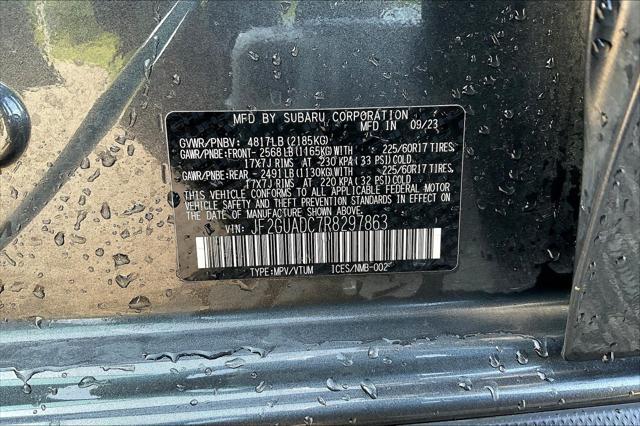 MFD BY SUBARU CORPORATION
MFD IN 09/23
GVWR/PNBV: 4817LB (2185KG)
GAWR/PNBE:FRONT- 2568LB(1165KG)WITH 225/60R17 TIRES,
17X7J RIMS AT 230 KPA(33 PSI)COLD
GAWR/PNBE:REAR - 2491LB(1130KG)WITH 225/60R17 TIRES,
17X7J RIMS AT 220 KPA(32 PSI)COLD
THIS VEHICLE CONFORMS TO ALL APPLICABLE FEDERAL MOTOR
VEHICLE SAFETY AND THEFT PREVENTION STANDARDS IN EFFECT
ON THE DATE OF MANUFACTURE SHOWN ABOVE.
VIN: JF2GUADC7R8297863
TYPE:MPV/VTUM ICES/NMB-002